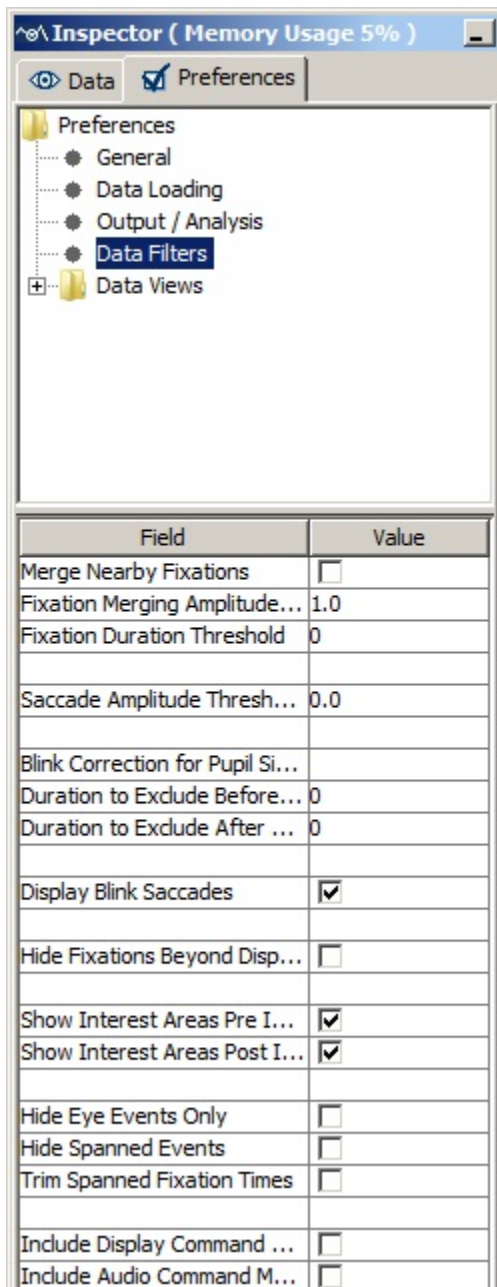 Inspector ( Memory Usage 5% )
Data Preferences
Preferences
General
Data Loading
Output / Analysis
Data Filters
Data Views
Field Value
Merge Nearby Fixations
Fixation Merging Amplitude... 1.0
Fixation Duration Threshold 0
Saccade Amplitude Thresh... 0.0
Blink Correction for Pupil Si...
Duration to Exclude Before... 0
Duration to Exclude After ... 0
Display Blink Saccades
Hide Fixations Beyond Disp...
Show Interest Areas Pre I...
Show Interest Areas Post I...
Hide Eye Events Only
Hide Spanned Events
Trim Spanned Fixation Times
Include Display Command ...
Include Audio Command M...